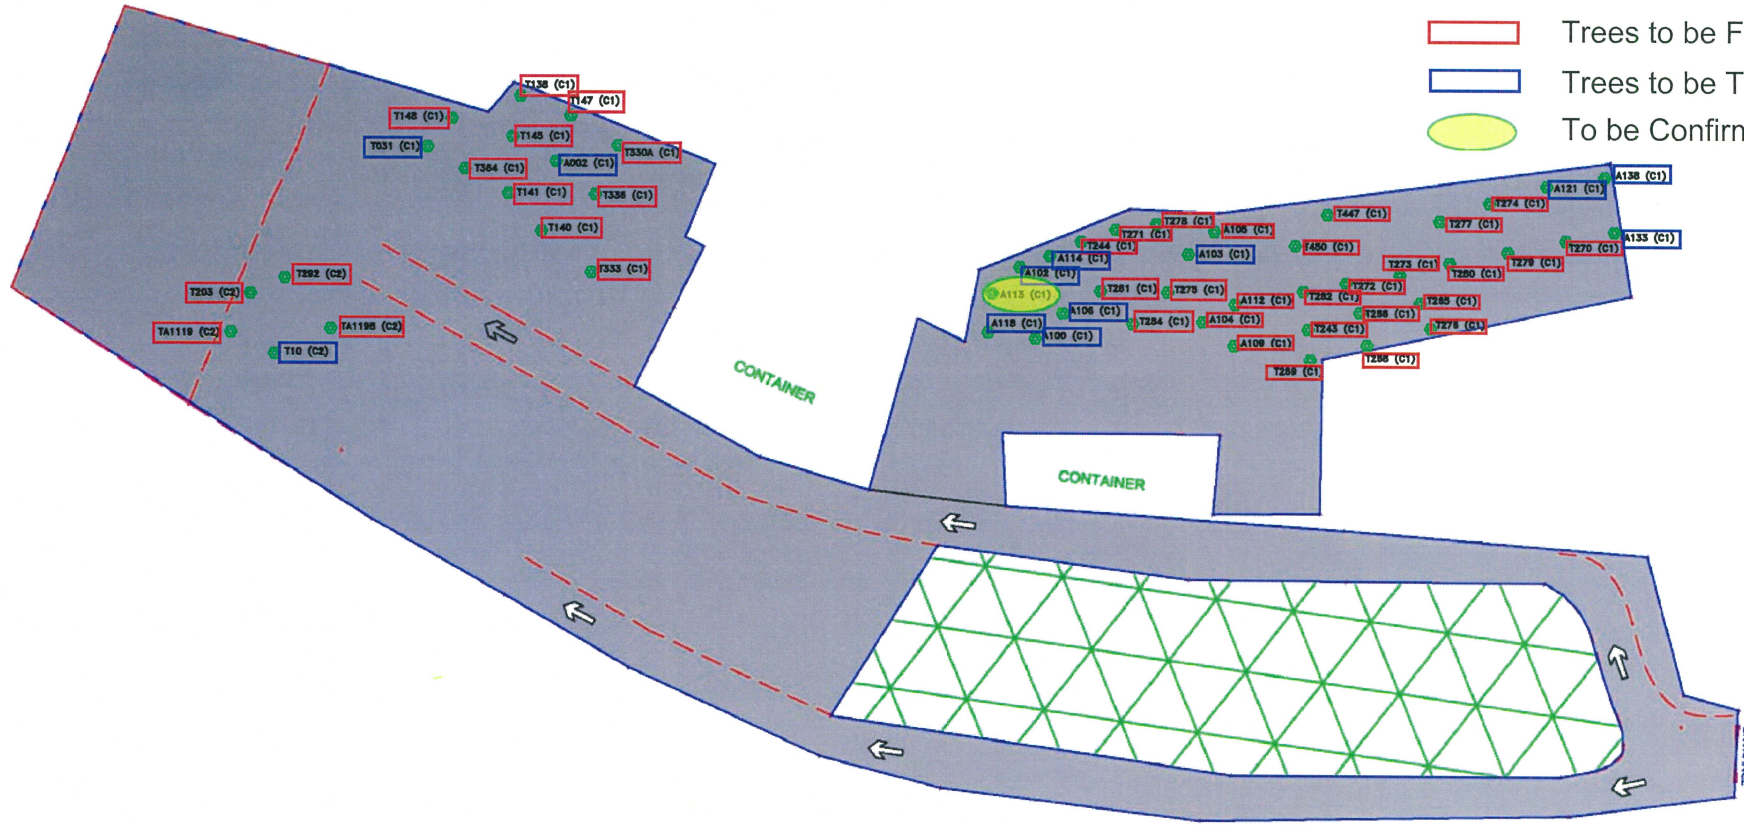 Trees to be F
Trees to be T
To be Confirm
T138 (C1)
T147 (C1)
T148 (C1)
T145 (C1)
T031 (C1)
A002 (C1)
T330A (C1)
T364 (C1)
T141 (C1)
T336 (C1)
T140 (C1)
T333 (C1)
T292 (C2)
T203 (C2)
TA1119 (C2)
TA1198 (C2)
T10 (C2)
A138 (C1)
A121 (C1)
T274 (C1)
T447 (C1)
T277 (C1)
T278 (C1)
T271 (C1)
A105 (C1)
A133 (C1)
T244 (C1)
T450 (C1)
T270 (C1)
A114 (C1)
A103 (C1)
T279 (C1)
T273 (C1)
A102 (C1)
T280 (C1)
T272 (C1)
A113 (C1)
T281 (C1)
T275 (C1)
T282 (C1)
A112 (C1)
T285 (C1)
A106 (C1)
T284 (C1)
A104 (C1)
T243 (C1)
A118 (C1)
A100 (C1)
A109 (C1)
T276 (C1)
T269 (C1)
CONTAINER
CONTAINER